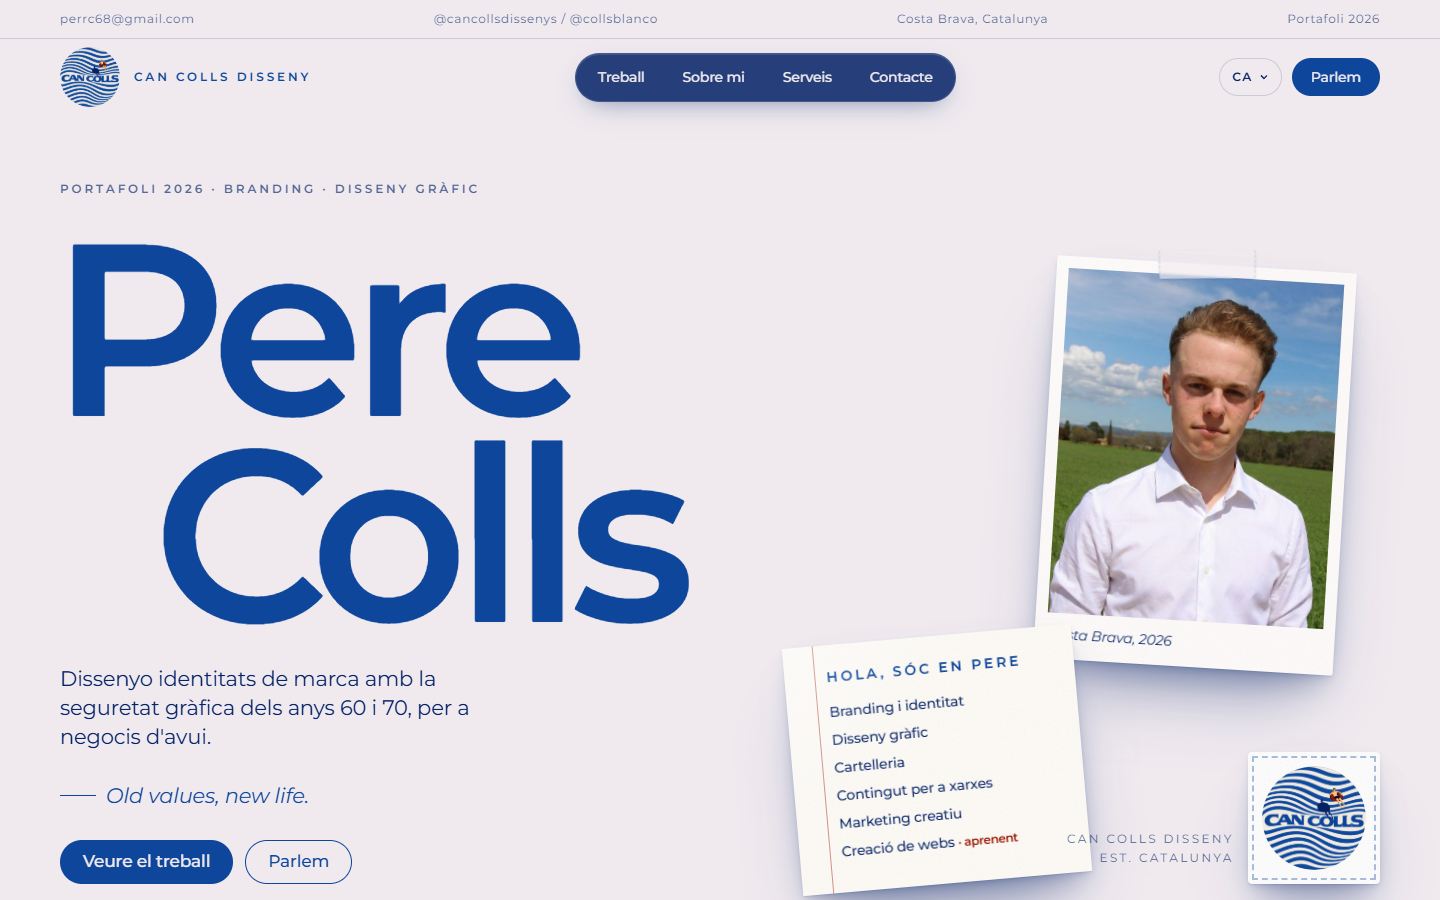 perrc68@gmail.com
@cancollsdissenys / @collsblanco
Costa Brava, Catalunya
Portafoli 2026
CAN COLLS
CAN COLLS DISSENY
Treball
Sobre mi
Serveis
Contacte
CA
Parlem
PORTAFOLI 2026 · BRANDING · DISSENY GRÀFIC
Pere
Colls
Dissenyo identitats de marca amb la
seguretat gràfica dels anys 60 i 70, per a
negocis d'avui.
Old values, new life.
Veure el treball
Parlem
Brava, 2026
HOLA, SÓC EN PERE
Branding i identitat
Disseny gràfic
Cartelleria
Contingut per a xarxes
Marketing creatiu
Creació de webs · aprenent
CAN COLLS DISSENY
EST. CATALUNYA
CAN COLLS